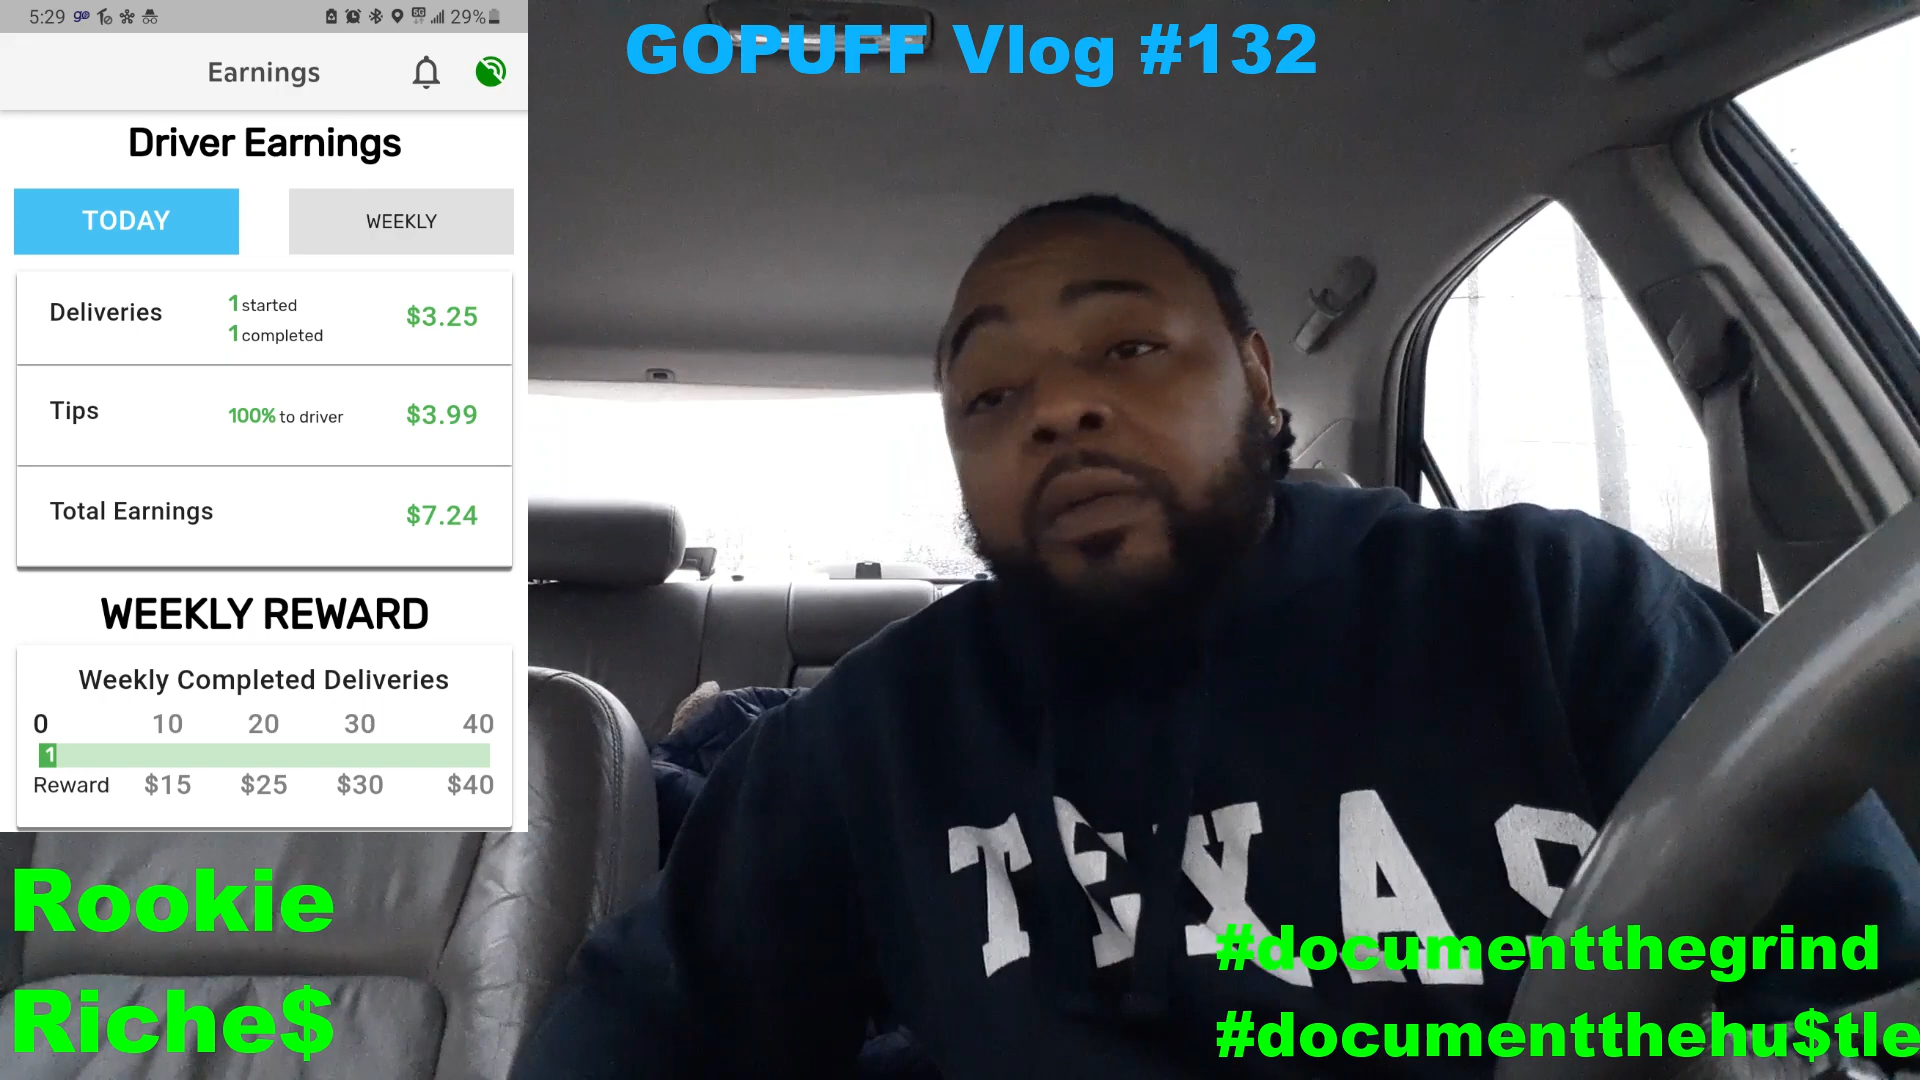 5:29 go 29%
Earnings
Driver Earnings
TODAY WEEKLY
Deliveries 1 started $3.25
1 completed
Tips 100% to driver $3.99
Total Earnings $7.24
WEEKLY REWARD
Weekly Completed Deliveries
0 10 20 30 40
1
Reward $15 $25 $30 $40
GOPUFF Vlog #132
TEXAS
Rookie
Riche$
#documentthegrind
#documentthehu$tle